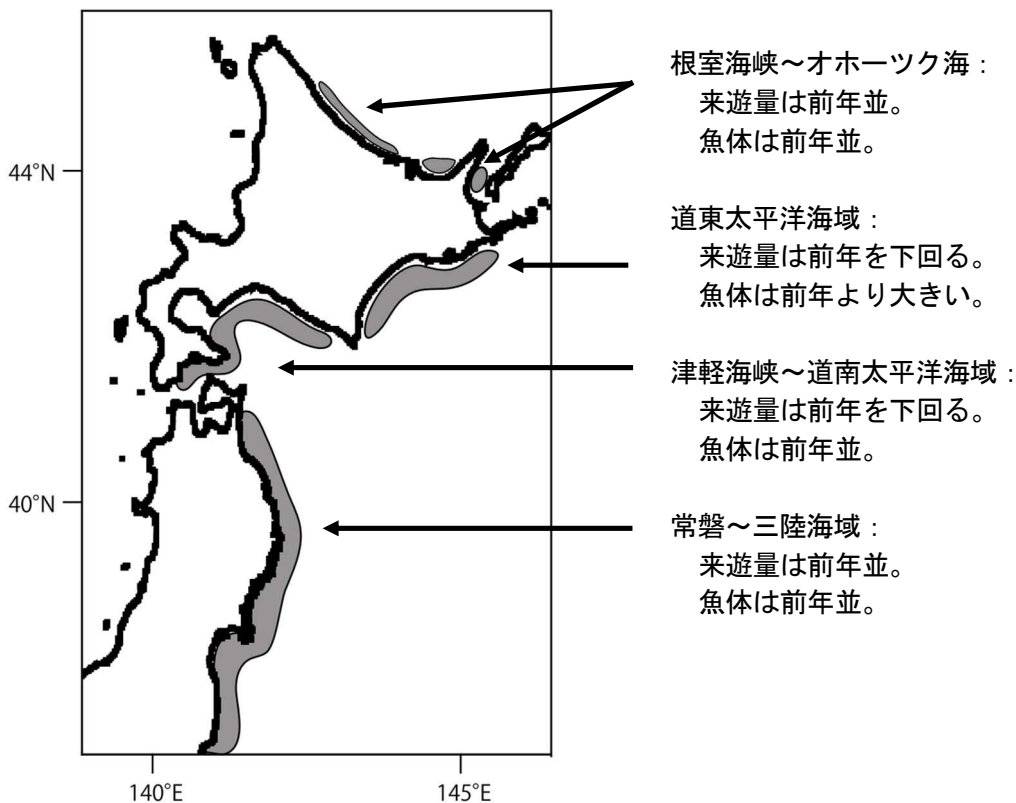 根室海峡~オホーツク海:
来遊量は前年並。
魚体は前年並。
道東太平洋海域:
来遊量は前年を下回る。
魚体は前年より大きい。
津軽海峡~道南太平洋海域:
来遊量は前年を下回る。
魚体は前年並。
常磐~三陸海域:
来遊量は前年並。
魚体は前年並。
44°N
40°N
140°E
145°E